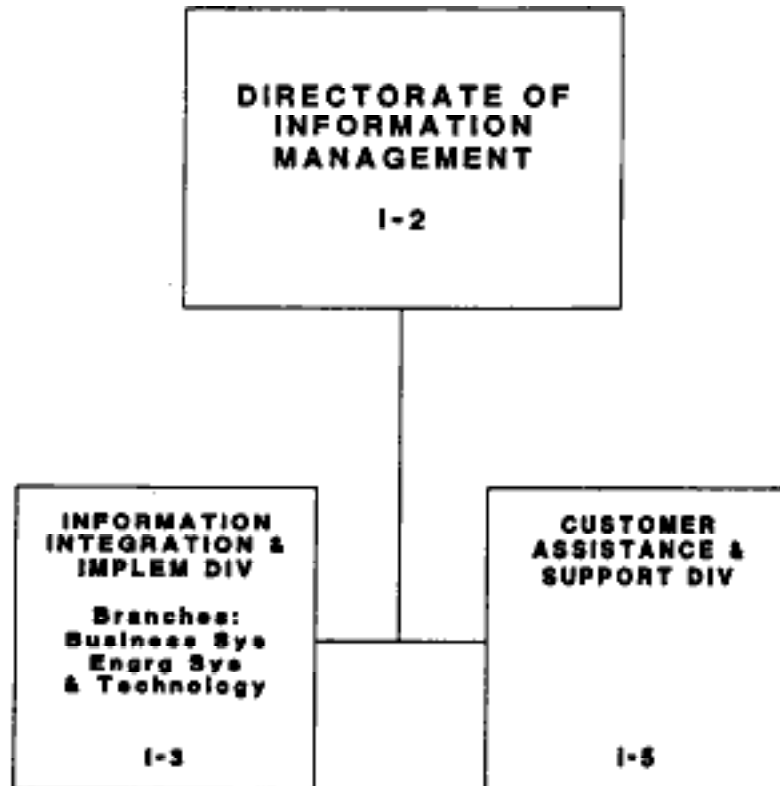 DIRECTORATE OF
INFORMATION
MANAGEMENT
I-2
INFORMATION
INTEGRATION &
IMPLEM DIV
Branches:
Business Sys
Engrg Sys
& Technology
I-3
CUSTOMER
ASSISTANCE &
SUPPORT DIV
I-5